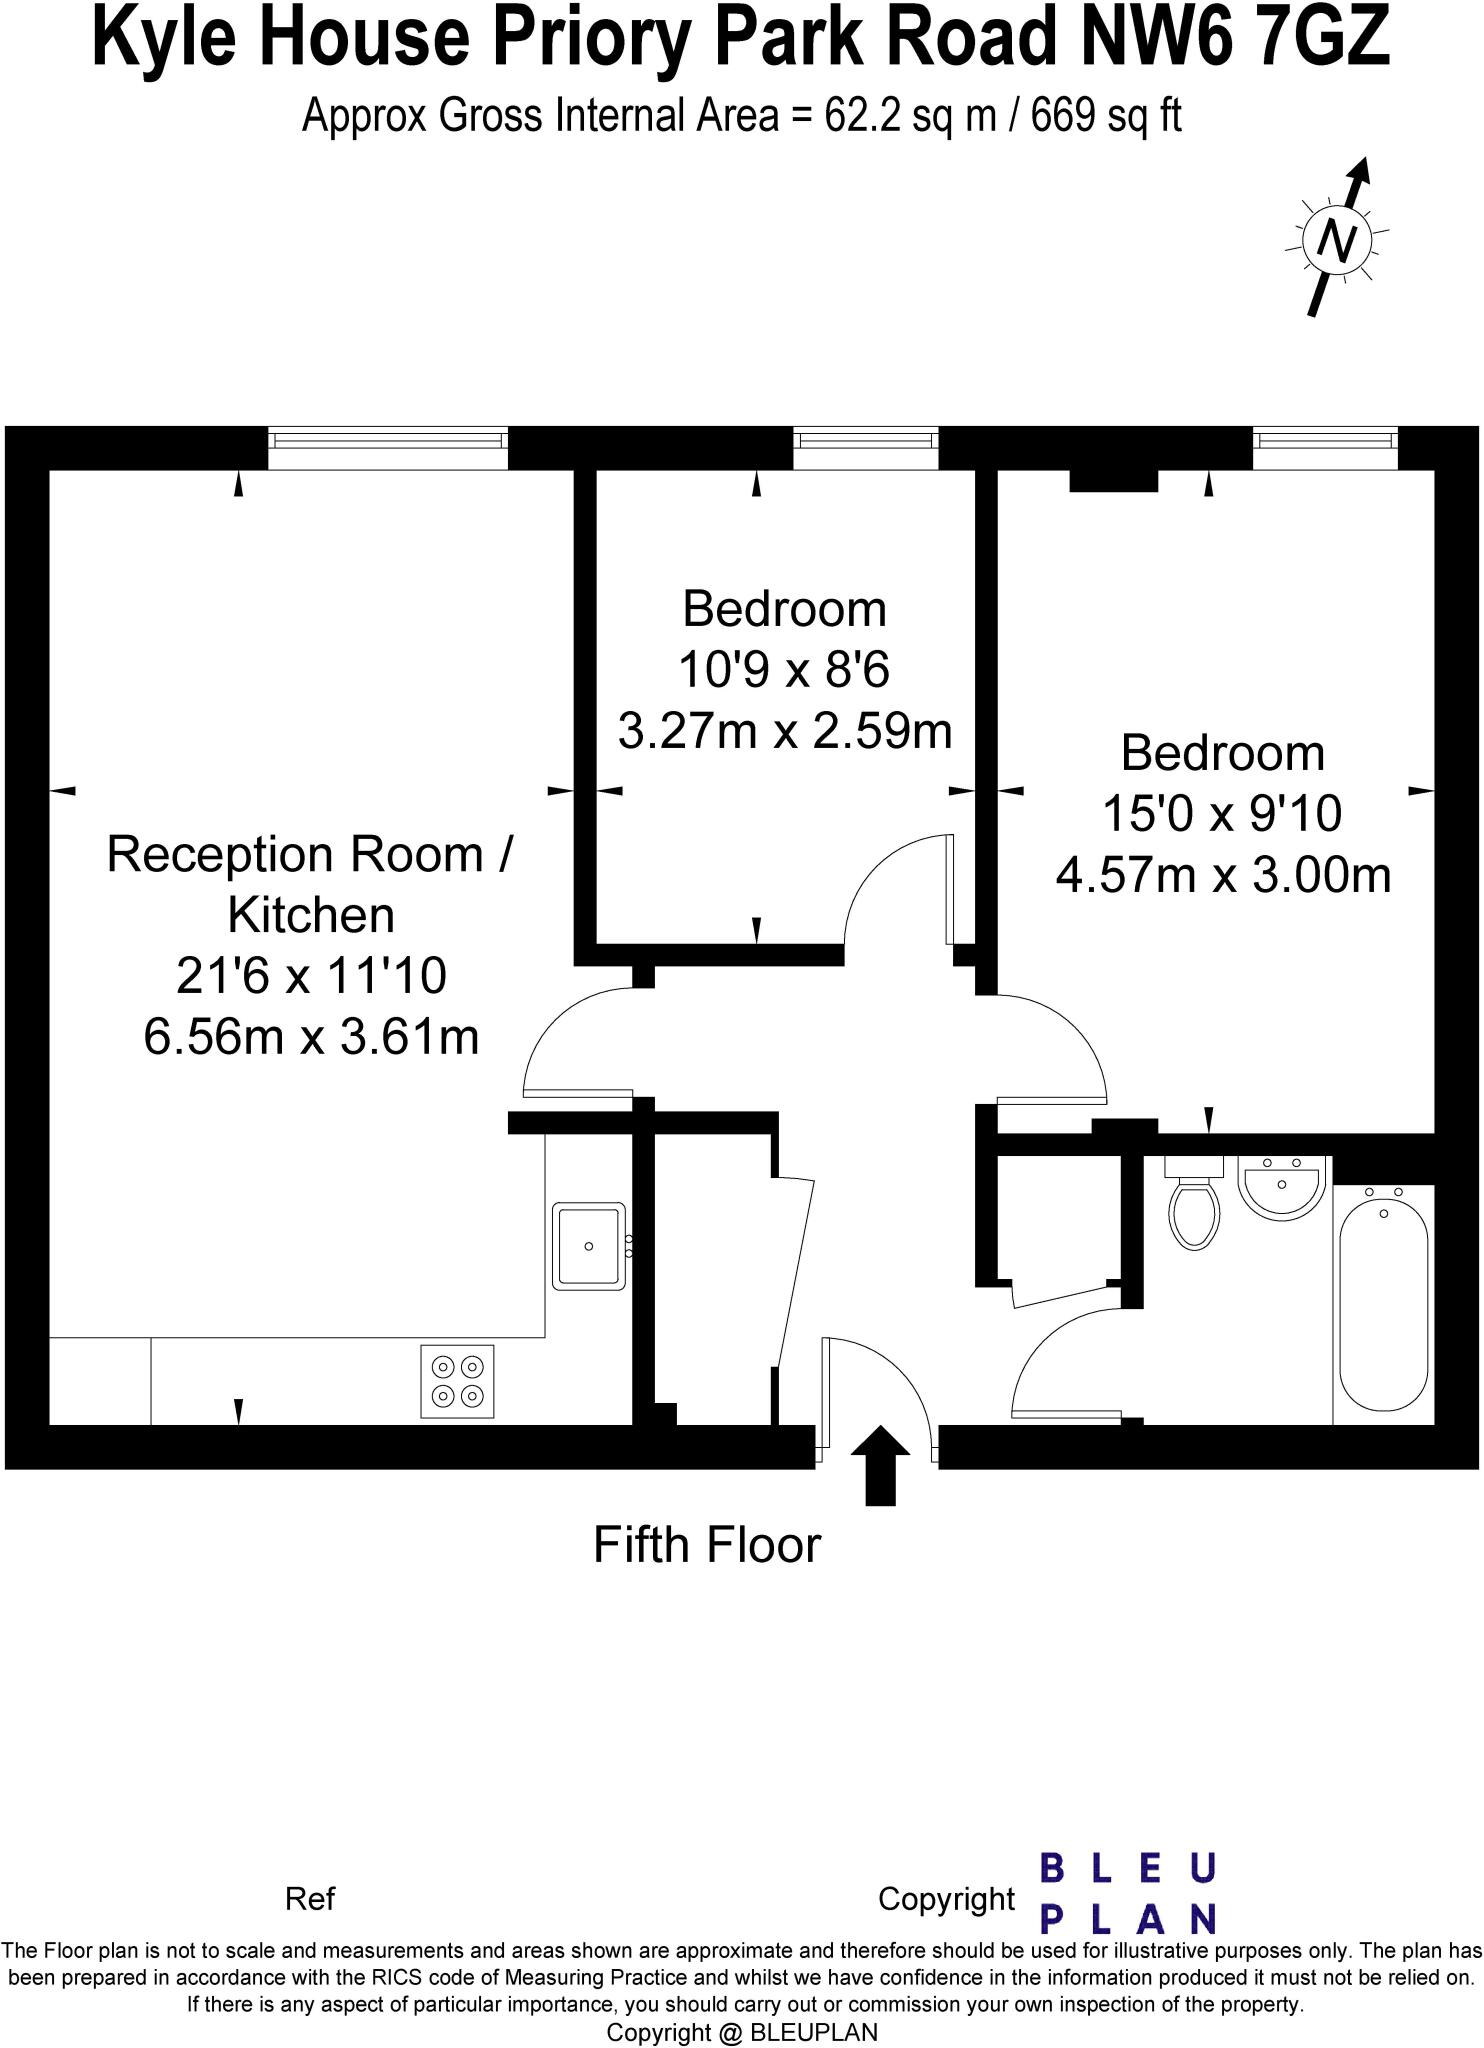 Kyle House Priory Park Road NW6 7GZ
Approx Gross Internal Area = 62.2 sq m / 669 sq ft
N
Bedroom
10'9 x 8'6
3.27m x 2.59m
Bedroom
15'0 x 9'10
4.57m x 3.00m
Reception Room /
Kitchen
21'6 x 11'10
6.56m x 3.61m
Fifth Floor
Ref
Copyright
BLEU
PLAN
The Floor plan is not to scale and measurements and areas shown are approximate and therefore should be used for illustrative purposes only. The plan has
been prepared in accordance with the RICS code of Measuring Practice and whilst we have confidence in the information produced it must not be relied on.
If there is any aspect of particular importance, you should carry out or commission your own inspection of the property.
Copyright @ BLEUPLAN